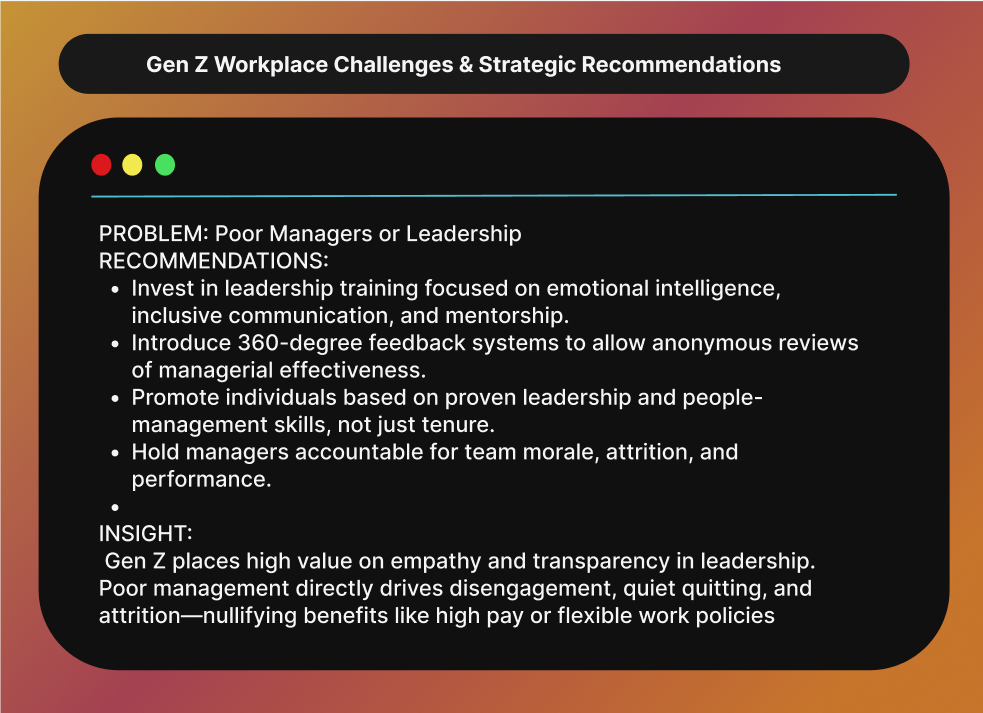 Gen Z Workplace Challenges & Strategic Recommendations
PROBLEM: Poor Managers or Leadership
RECOMMENDATIONS:
• Invest in leadership training focused on emotional intelligence,
inclusive communication, and mentorship.
• Introduce 360-degree feedback systems to allow anonymous reviews
of managerial effectiveness.
• Promote individuals based on proven leadership and people-
management skills, not just tenure.
• Hold managers accountable for team morale, attrition, and
performance.
•
INSIGHT:
Gen Z places high value on empathy and transparency in leadership.
Poor management directly drives disengagement, quiet quitting, and
attrition—nullifying benefits like high pay or flexible work policies